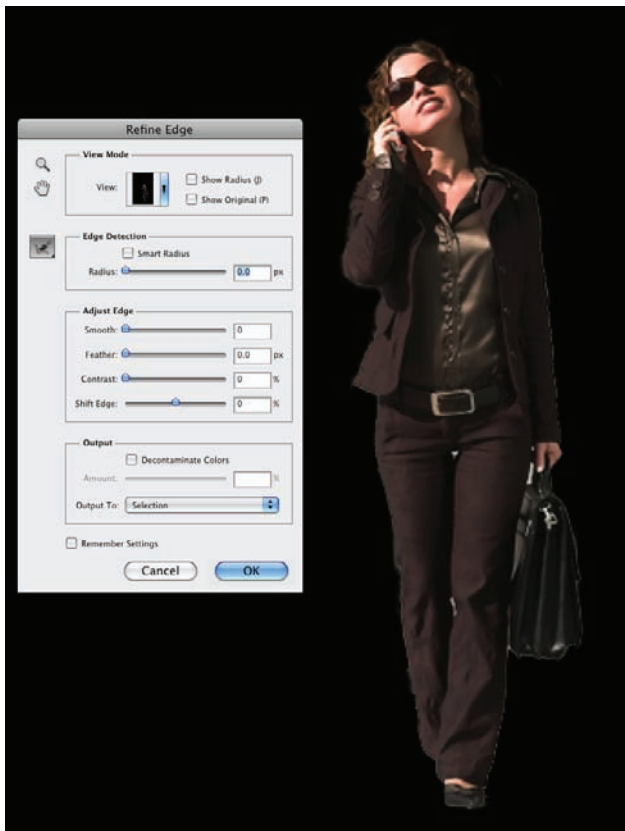 Refine Edge
View Mode
View:
Show Radius (J)
Show Original (P)
Edge Detection
Smart Radius
Radius: 0.0 px
Adjust Edge
Smooth: 0
Feather: 0.0 px
Contrast: 0 %
Shift Edge: 0 %
Output
Decontaminate Colors
Amount: %
Output To: Selection
Remember Settings
Cancel OK